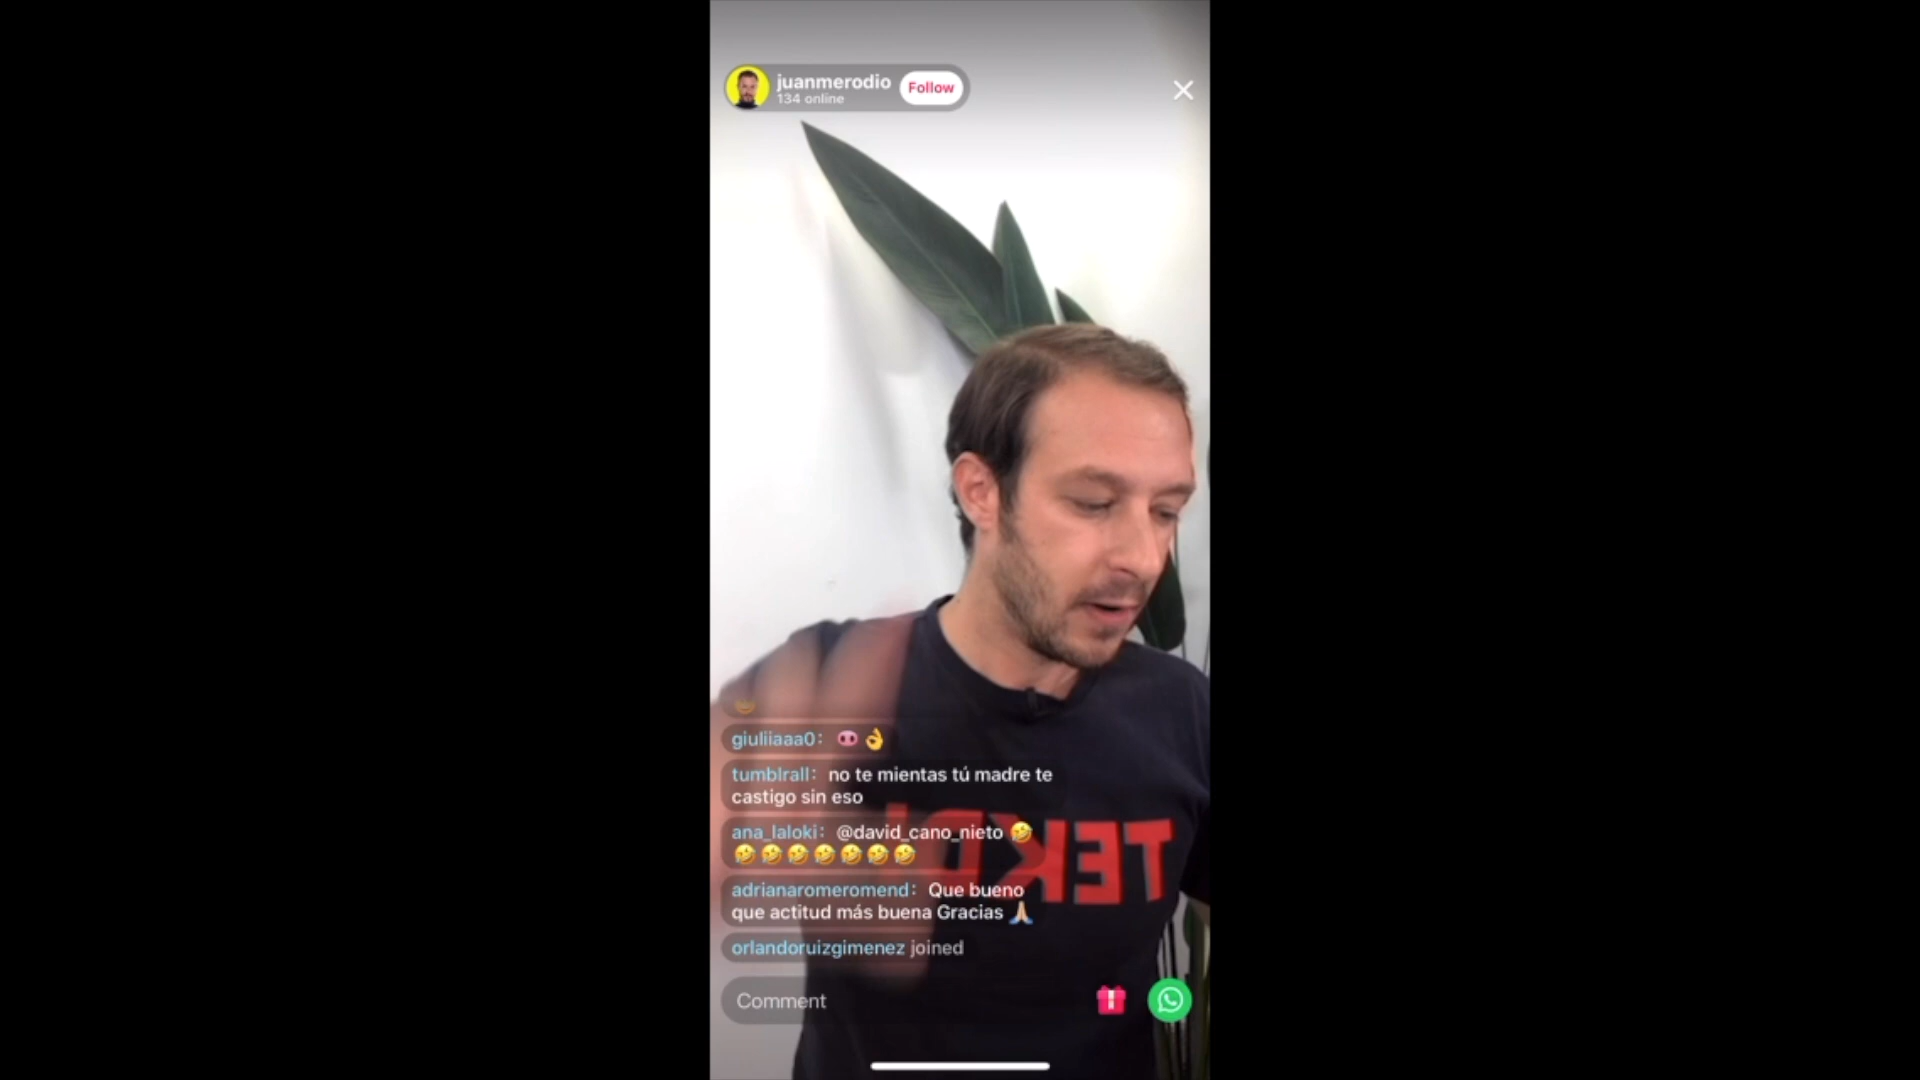 juanmerodio
134 online
Follow
giuliiaaa0: 🐽👌
tumblrall: no te mientas tú madre te
castigo sin eso
ana_laloki: @david_cano_nieto 🤣
🤣🤣🤣🤣🤣🤣🤣
adrianaromeromend: Que bueno
que actitud más buena Gracias 🙏🏼
TEKDI
orlandoruizgimenez joined
Comment